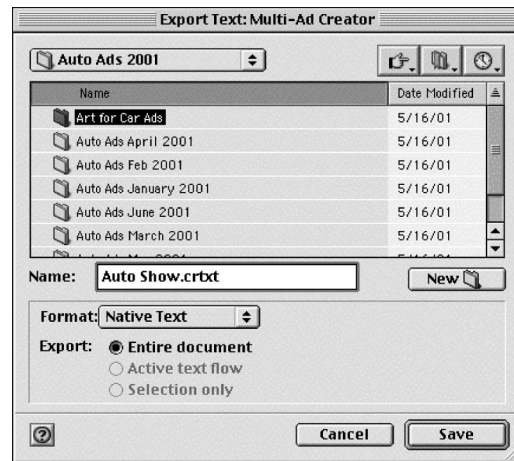 Export Text: Multi-Ad Creator
Auto Ads 2001
Name Date Modified
Art for Car Ads 5/16/01
Auto Ads April 2001 5/16/01
Auto Ads Feb 2001 5/16/01
Auto Ads January 2001 5/16/01
Auto Ads June 2001 5/16/01
Auto Ads March 2001 5/16/01
Name: Auto Show.crtxt New
Format: Native Text
Export: Entire document
Active text flow
Selection only
? Cancel Save